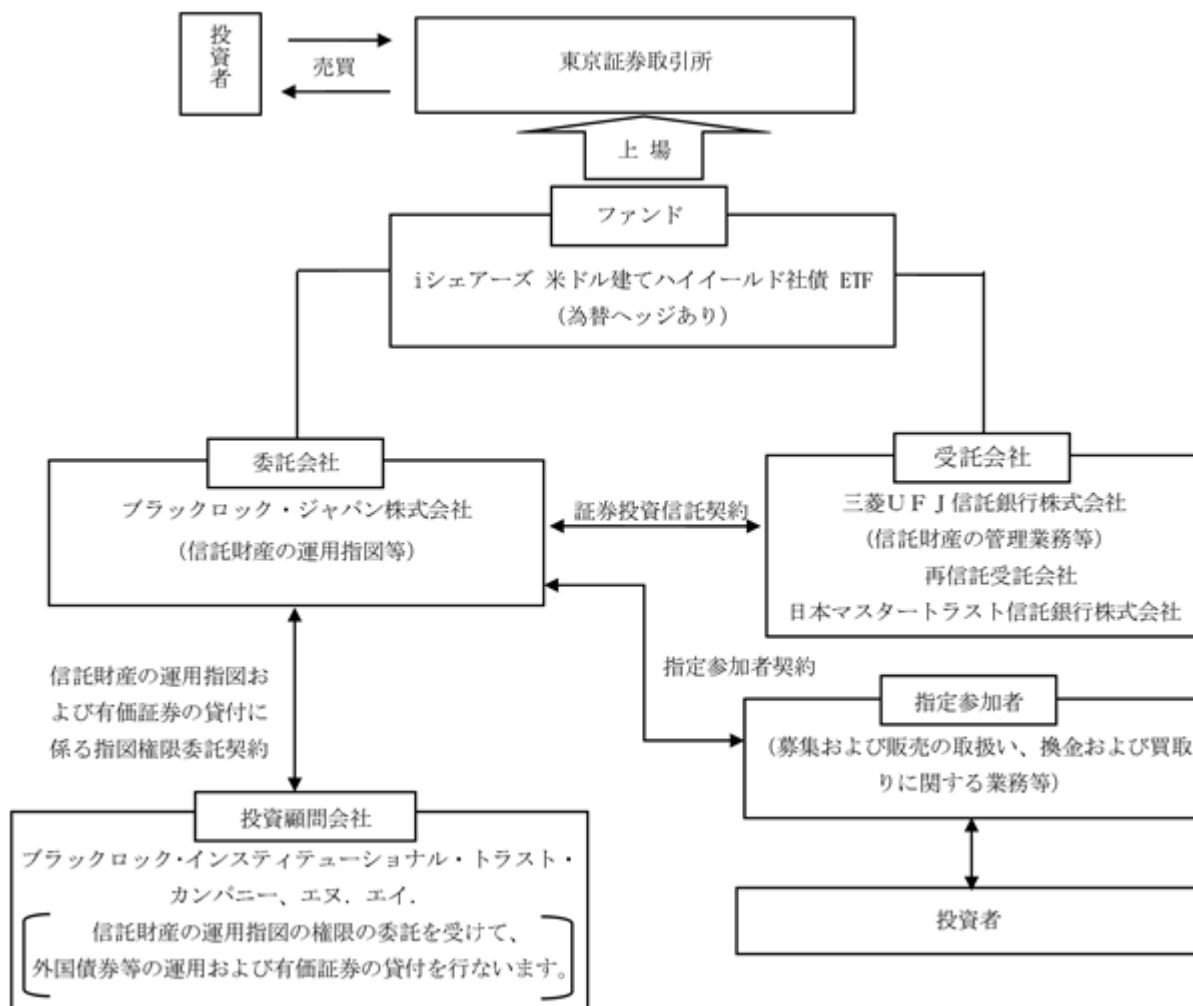 投資者
売買
東京証券取引所
上 場
ファンド
iシェアーズ 米ドル建てハイイールド社債 ETF
（為替ヘッジあり）
委託会社
ブラックロック・ジャパン株式会社
（信託財産の運用指図等）
証券投資信託契約
受託会社
三菱ＵＦＪ信託銀行株式会社
（信託財産の管理業務等）
再信託受託会社
日本マスタートラスト信託銀行株式会社
信託財産の運用指図お
よび有価証券の貸付に
係る指図権限委託契約
指定参加者契約
指定参加者
（募集および販売の取扱い、換金および買取
りに関する業務等）
投資顧問会社
ブラックロック・インスティテューショナル・トラスト・
カンパニー、エヌ．エイ．
信託財産の運用指図の権限の委託を受けて、
外国債券等の運用および有価証券の貸付を行ないます。
投資者